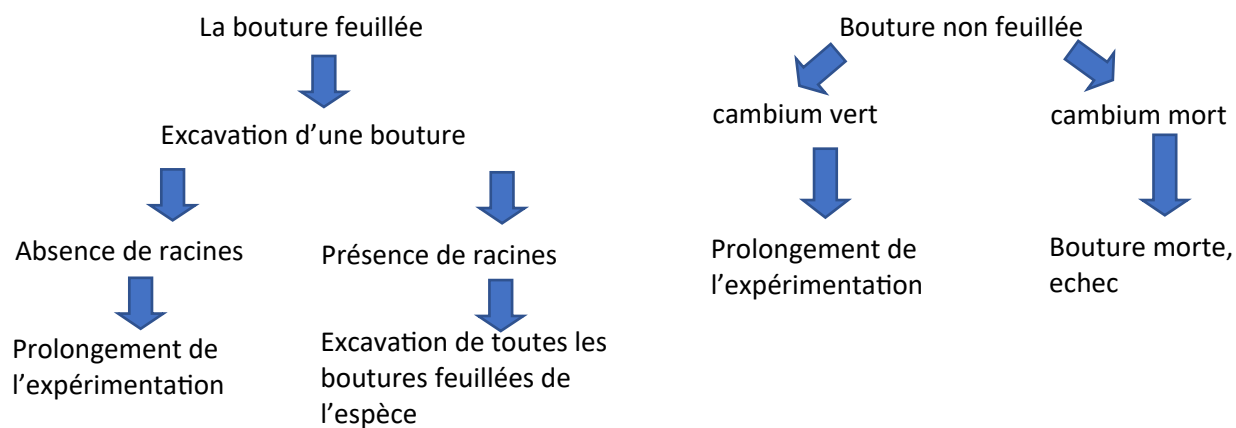 La bouture feuillée
Excavation d'une bouture
Absence de racines
Prolongement de
l'expérimentation
Présence de racines
Excavation de toutes les
boutures feuillées de
l'espèce
Bouture non feuillée
cambium vert
Prolongement de
l'expérimentation
cambium mort
Bouture morte,
echec